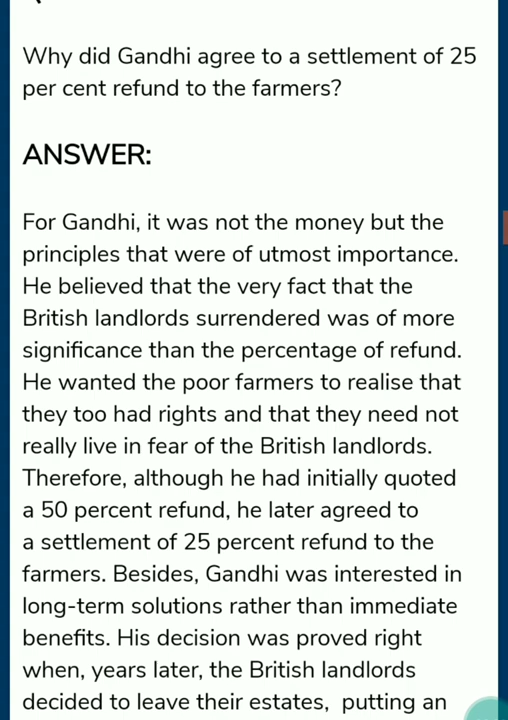 Why did Gandhi agree to a settlement of 25
per cent refund to the farmers?
ANSWER:
For Gandhi, it was not the money but the
principles that were of utmost importance.
He believed that the very fact that the
British landlords surrendered was of more
significance than the percentage of refund.
He wanted the poor farmers to realise that
they too had rights and that they need not
really live in fear of the British landlords.
Therefore, although he had initially quoted
a 50 percent refund, he later agreed to
a settlement of 25 percent refund to the
farmers. Besides, Gandhi was interested in
long-term solutions rather than immediate
benefits. His decision was proved right
when, years later, the British landlords
decided to leave their estates, putting an